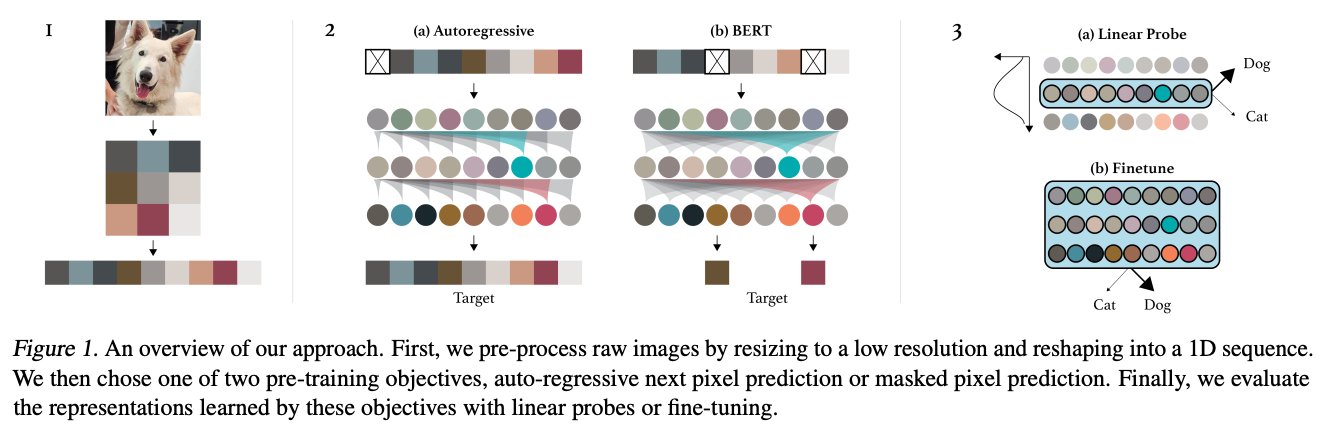 1
2
(a) Autoregressive
(b) BERT
Target
Target
3
(a) Linear Probe
Dog
Cat
(b) Finetune
Cat
Dog
Figure 1. An overview of our approach. First, we pre-process raw images by resizing to a low resolution and reshaping into a 1D sequence.
We then chose one of two pre-training objectives, auto-regressive next pixel prediction or masked pixel prediction. Finally, we evaluate
the representations learned by these objectives with linear probes or fine-tuning.